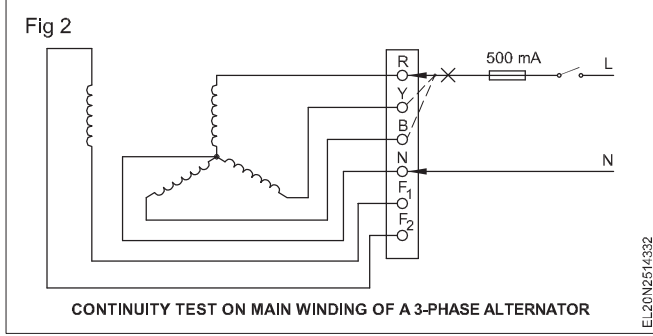 Fig 2
500 mA
R
L
Y
B
N
N
F1
F2
CONTINUITY TEST ON MAIN WINDING OF A 3-PHASE ALTERNATOR
EL20N2514332